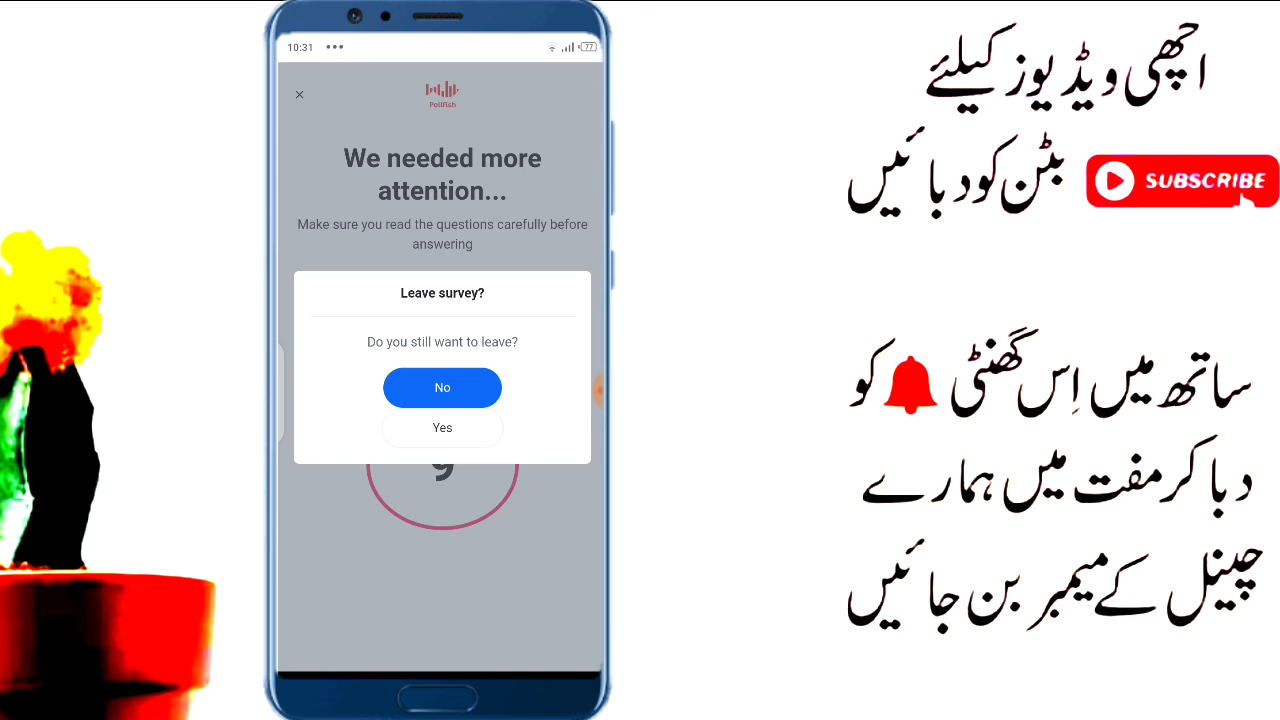 10:31
77
Pollfish
We needed more
attention...
Make sure you read the questions carefully before
answering
Leave survey?
Do you still want to leave?
No
Yes
9
اچھی ویڈیوز کیلئے
SUBSCRIBE بٹن کو دبائیں
ساتھ میں اِس گھنٹی کو
دبا کر مفت میں ہمارے
چینل کے میمبر بن جائیں